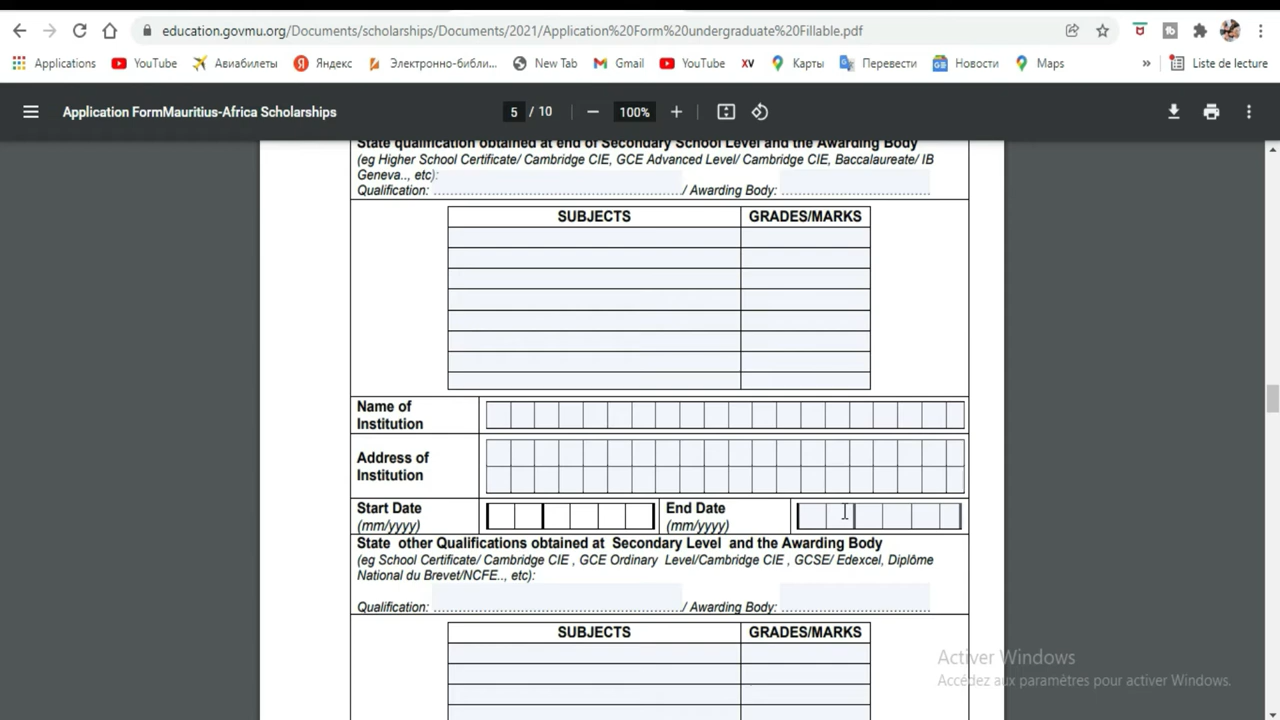 education.govmu.org/Documents/scholarships/Documents/2021/Application%20Form%20undergraduate%20Fillable.pdf
Applications YouTube Авиабилеты Яндекс Электронно-библи... New Tab Gmail YouTube XV Карты Перевести GE Новости Maps » Liste de lecture
Application FormMauritius-Africa Scholarships 5 / 10 100%
State qualification obtained at end of Secondary School Level and the Awarding Body
(eg Higher School Certificate/ Cambridge CIE, GCE Advanced Level/ Cambridge CIE, Baccalaureate/ IB
Geneva.., etc):
Qualification: / Awarding Body:
SUBJECTS GRADES/MARKS
Name of
Institution
Address of
Institution
Start Date
(mm/yyyy)
End Date
(mm/yyyy)
State other Qualifications obtained at Secondary Level and the Awarding Body
(eg School Certificate/ Cambridge CIE , GCE Ordinary Level/Cambridge CIE , GCSE/ Edexcel, Diplôme
National du Brevet/NCFE.., etc):
Qualification: / Awarding Body:
SUBJECTS GRADES/MARKS
Activer Windows
Accédez aux paramètres pour activer Windows.